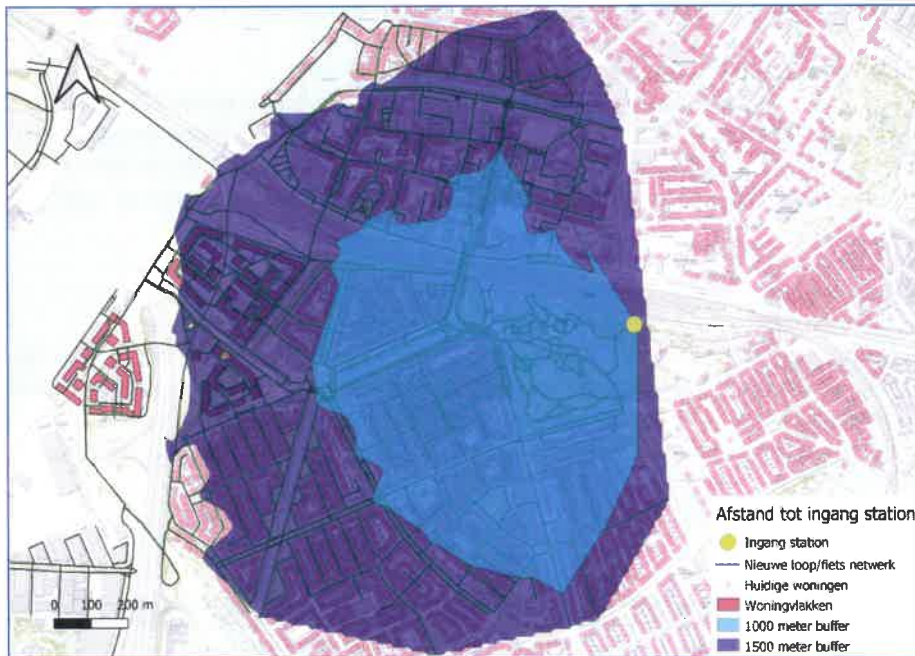 Afstand tot ingang station
Ingang station
Nieuwe loop/fiets netwerk
Huidige woningen
Woningvlakken
1000 meter buffer
1500 meter buffer
0 100 200 m